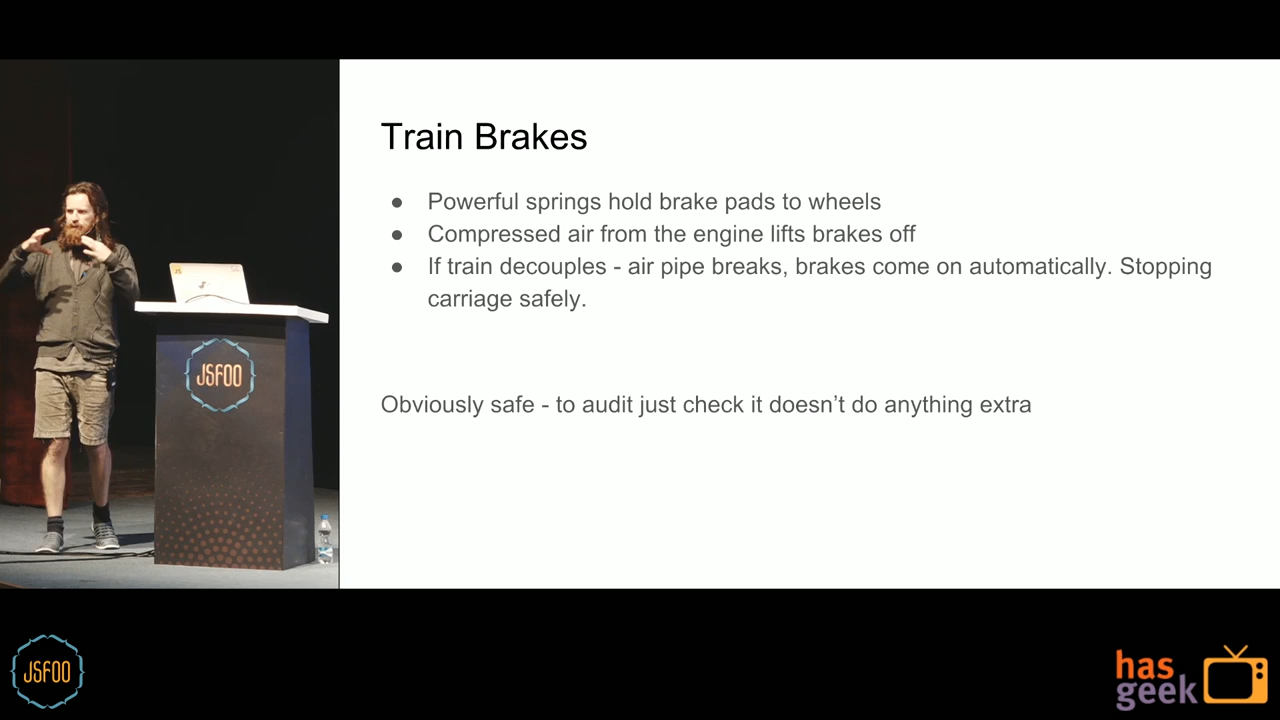 Train Brakes
● Powerful springs hold brake pads to wheels
● Compressed air from the engine lifts brakes off
● If train decouples - air pipe breaks, brakes come on automatically. Stopping
carriage safely.
Obviously safe - to audit just check it doesn’t do anything extra
JSFOO
JSFOO
has
geek